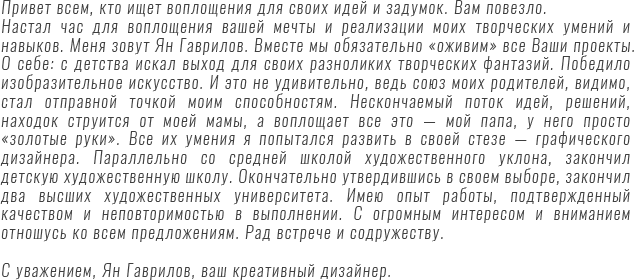 Привет всем, кто ищет воплощения для своих идей и задумок. Вам повезло.
Настал час для воплощения вашей мечты и реализации моих творческих умений и
навыков. Меня зовут Ян Гаврилов. Вместе мы обязательно «оживим» все Ваши проекты.
О себе: с детства искал выход для своих разноликих творческих фантазий. Победило
изобразительное искусство. И это не удивительно, ведь союз моих родителей, видимо,
стал отправной точкой моим способностям. Нескончаемый поток идей, решений,
находок струится от моей мамы, а воплощает все это — мой папа, у него просто
«золотые руки». Все их умения я попытался развить в своей стезе — графического
дизайнера. Параллельно со средней школой художественного уклона, закончил
детскую художественную школу. Окончательно утвердившись в своем выборе, закончил
два высших художественных университета. Имею опыт работы, подтвержденный
качеством и неповторимостью в выполнении. С огромным интересом и вниманием
отношусь ко всем предложениям. Рад встрече и содружеству.
С уважением, Ян Гаврилов, ваш креативный дизайнер.